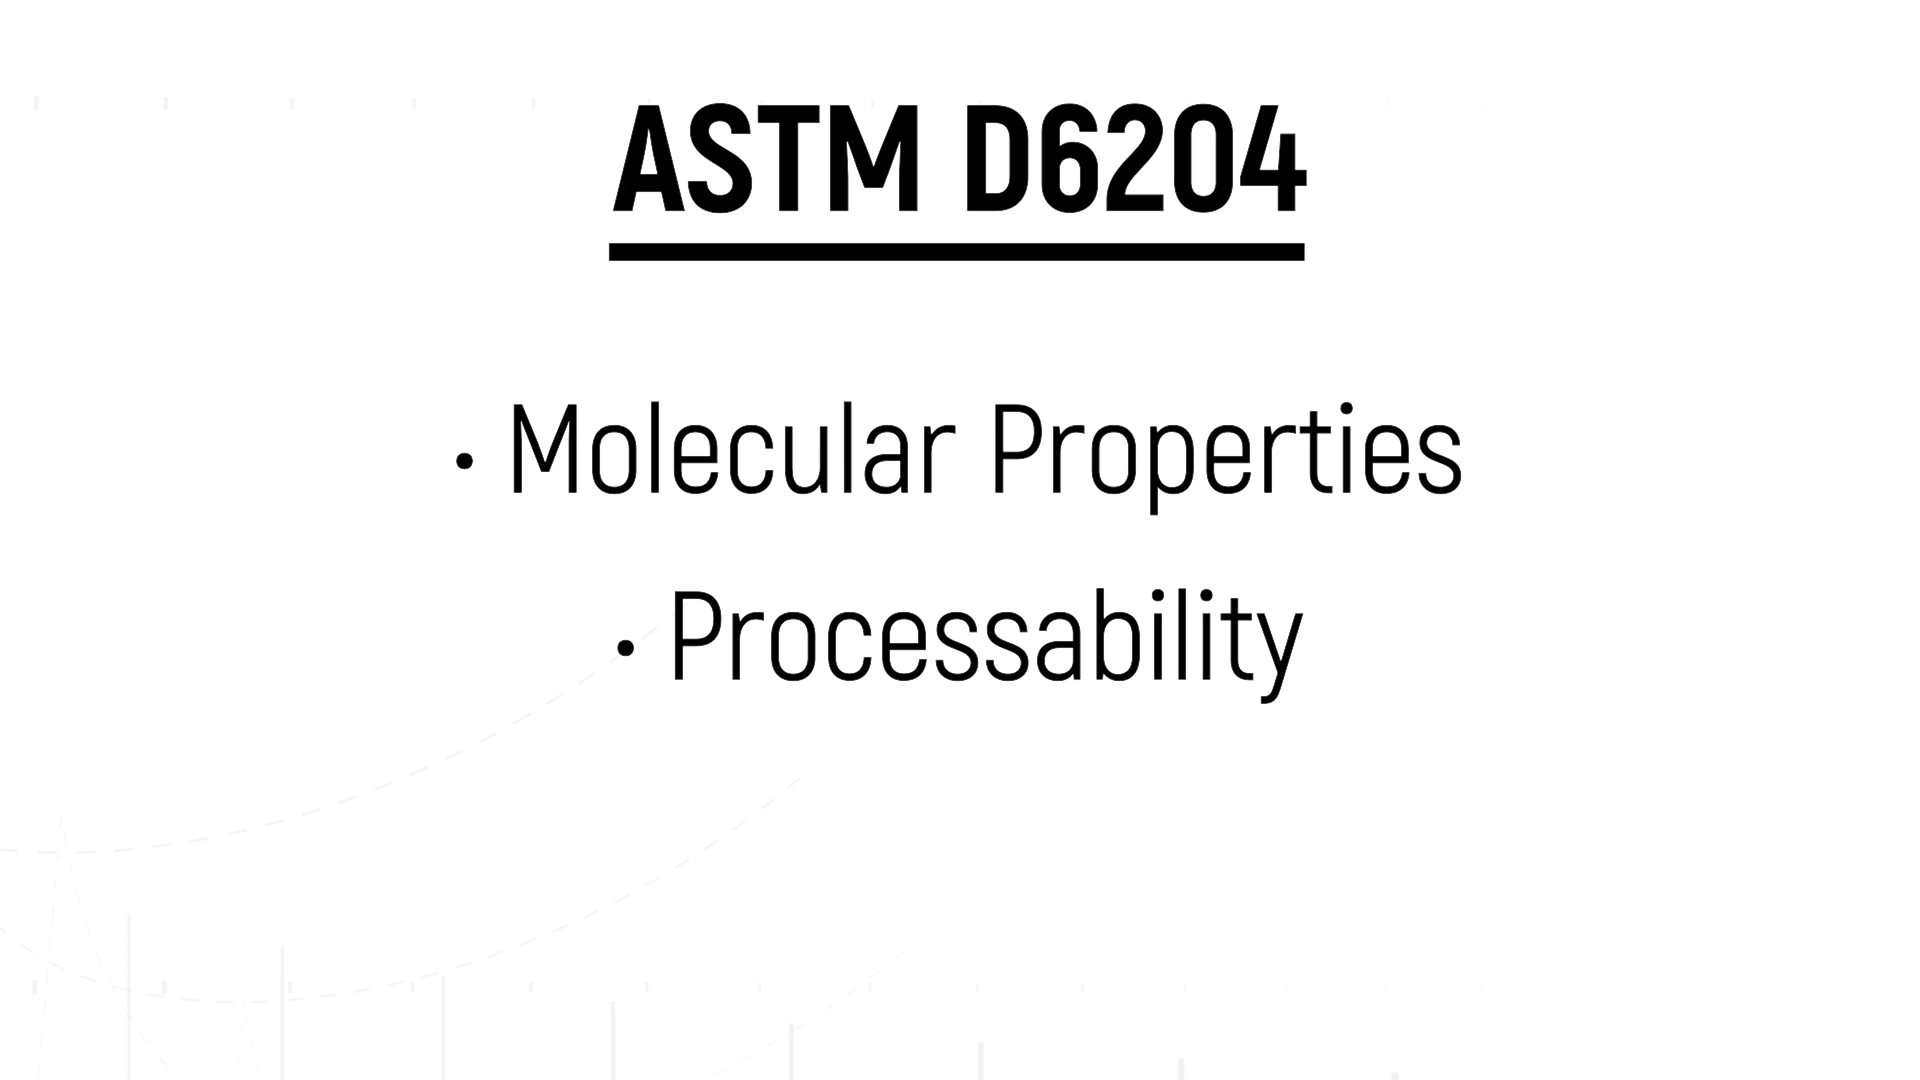 ASTM D6204
• Molecular Properties
• Processability